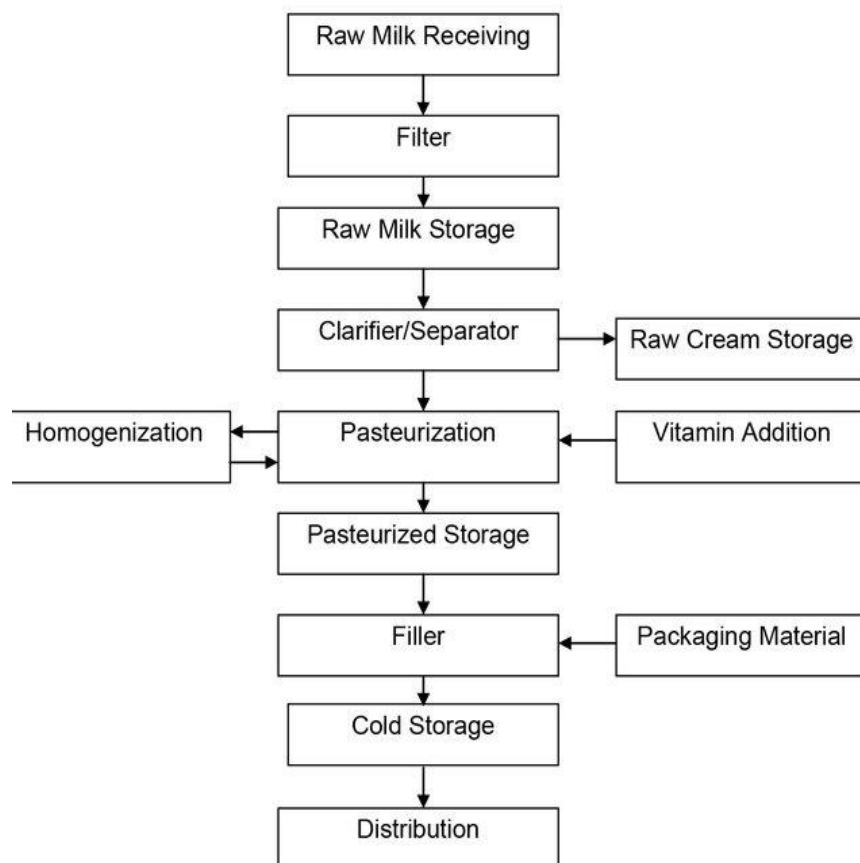 Raw Milk Receiving
Filter
Raw Milk Storage
Clarifier/Separator
Raw Cream Storage
Homogenization
Pasteurization
Vitamin Addition
Pasteurized Storage
Filler
Packaging Material
Cold Storage
Distribution